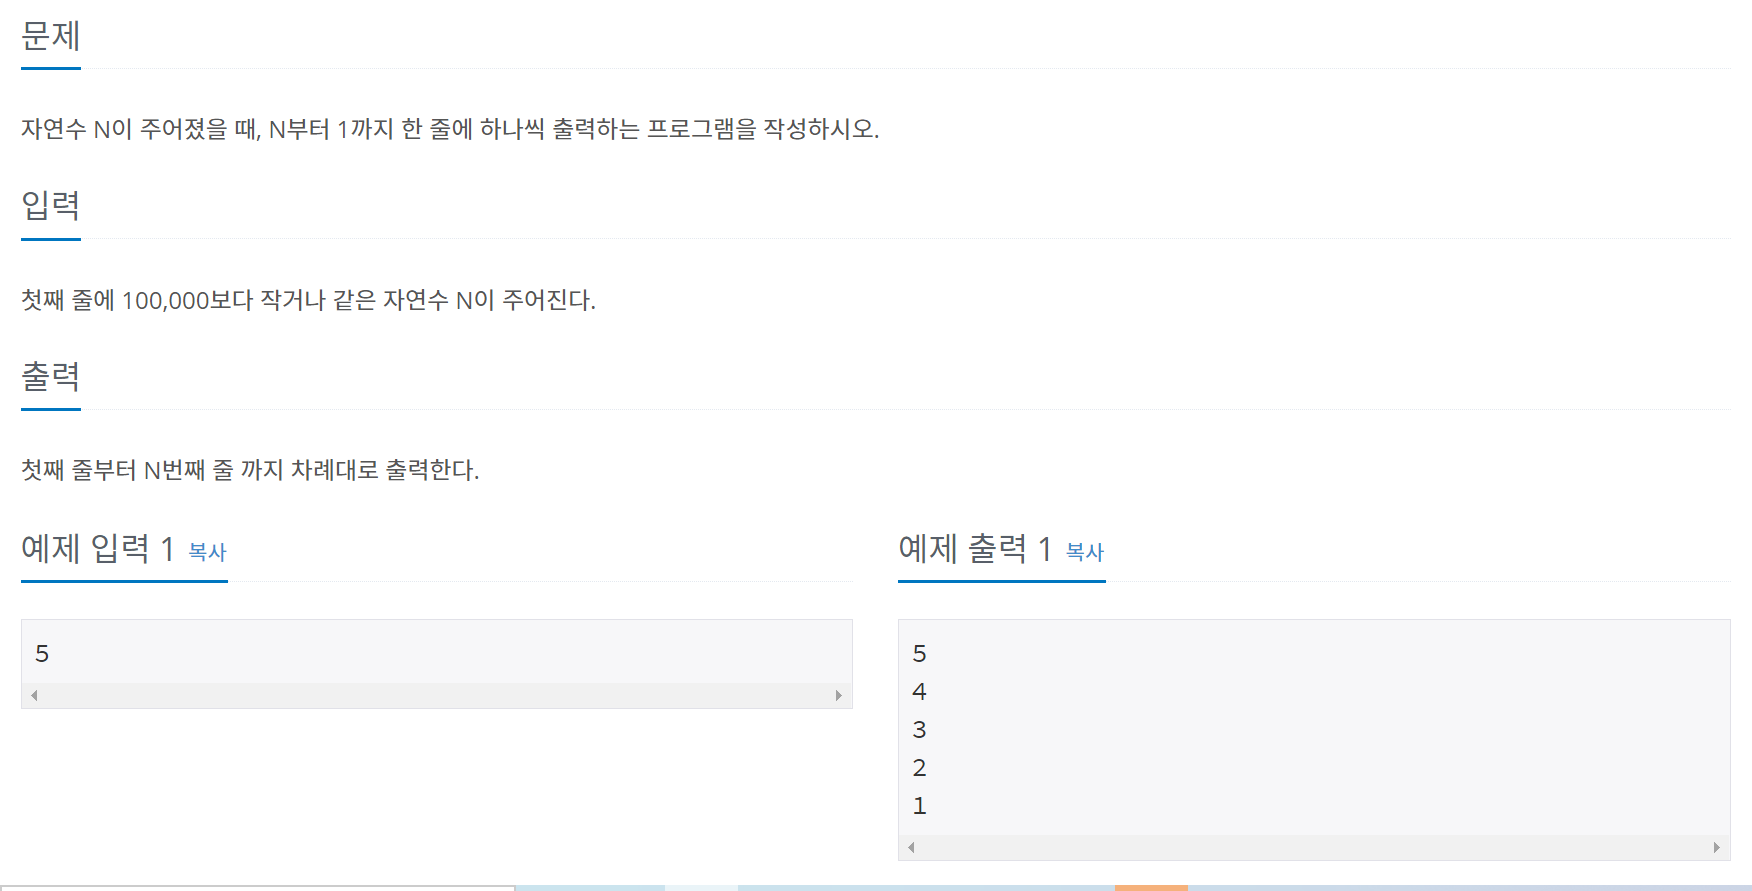 문제
자연수 N이 주어졌을 때, N부터 1까지 한 줄에 하나씩 출력하는 프로그램을 작성하시오.
입력
첫째 줄에 100,000보다 작거나 같은 자연수 N이 주어진다.
출력
첫째 줄부터 N번째 줄 까지 차례대로 출력한다.
예제 입력 1 복사
5
예제 출력 1 복사
5
4
3
2
1